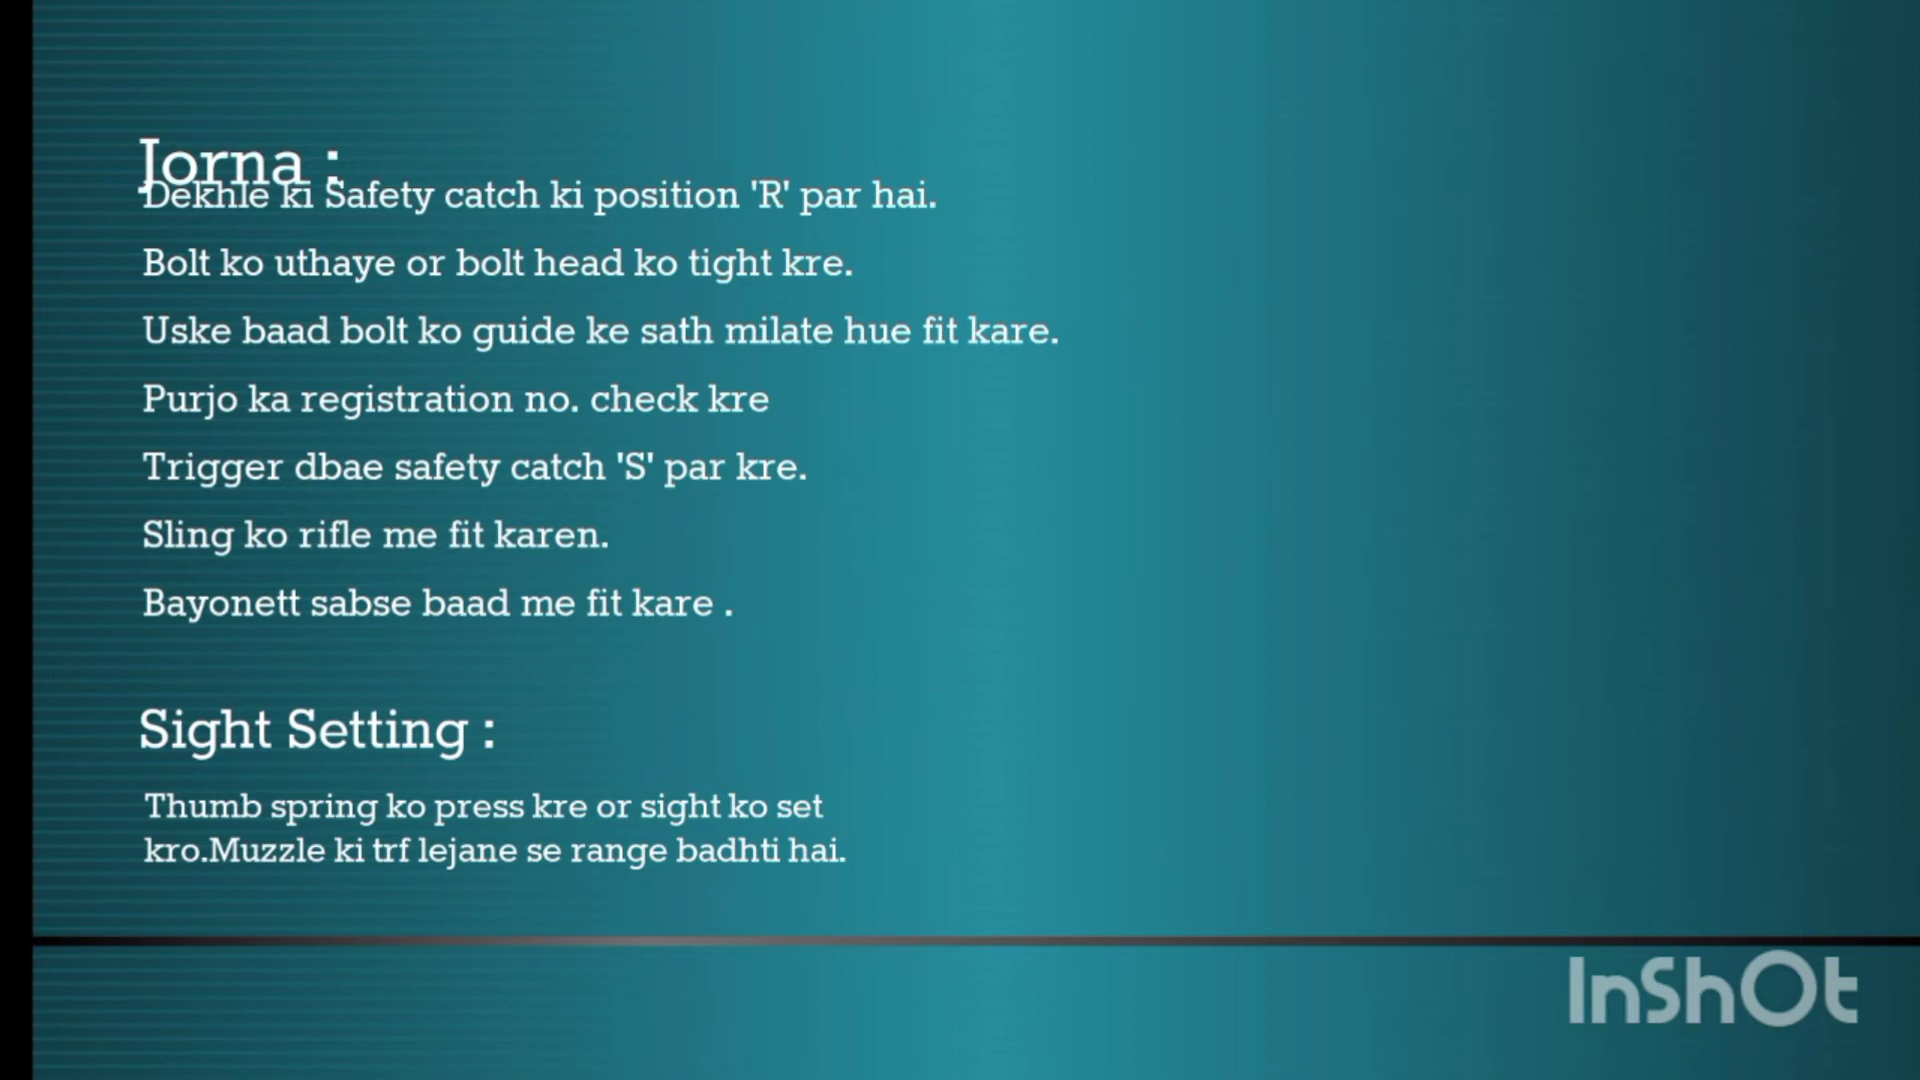 Jorna :
Dekhle ki Safety catch ki position 'R' par hai.
Bolt ko uthaye or bolt head ko tight kre.
Uske baad bolt ko guide ke sath milate hue fit kare.
Purjo ka registration no. check kre
Trigger dbae safety catch 'S' par kre.
Sling ko rifle me fit karen.
Bayonett sabse baad me fit kare .
Sight Setting :
Thumb spring ko press kre or sight ko set
kro.Muzzle ki trf lejane se range badhti hai.
InShOt